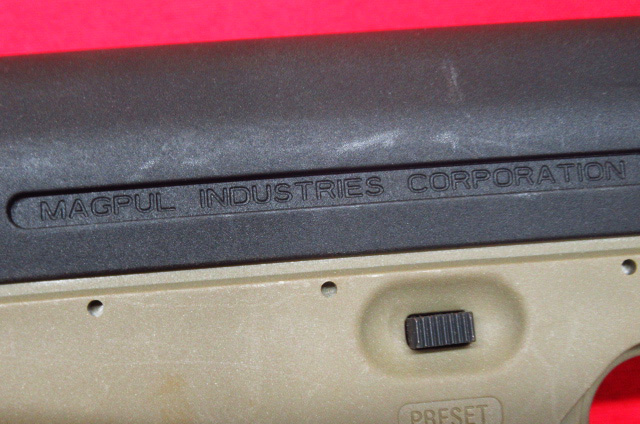 MAGPUL INDUSTRIES CORPORATION
PRESET